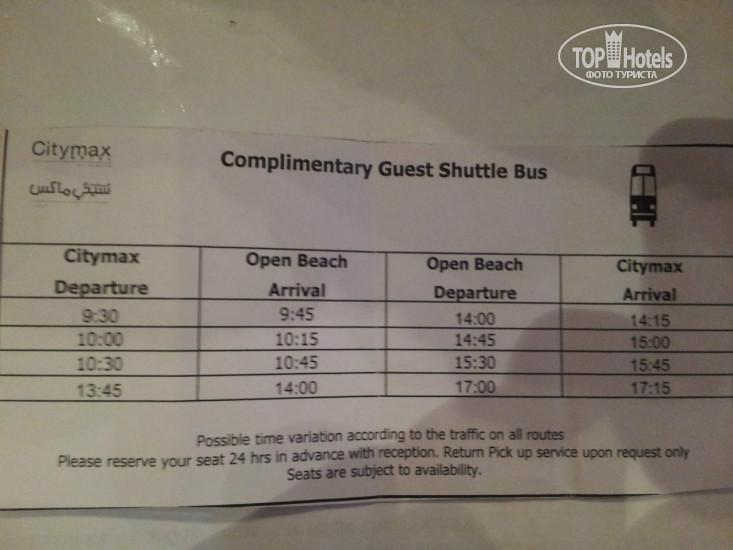 TOP Hotels
ФОТО ТУРИСТА
Citymax
سيتي ماكس
Complimentary Guest Shuttle Bus
Citymax Departure | Open Beach Arrival | Open Beach Departure | Citymax Arrival
9:30 | 9:45 | 14:00 | 14:15
10:00 | 10:15 | 14:45 | 15:00
10:30 | 10:45 | 15:30 | 15:45
13:45 | 14:00 | 17:00 | 17:15
Possible time variation according to the traffic on all routes
Please reserve your seat 24 hrs in advance with reception. Return Pick up service upon request only
Seats are subject to availability.